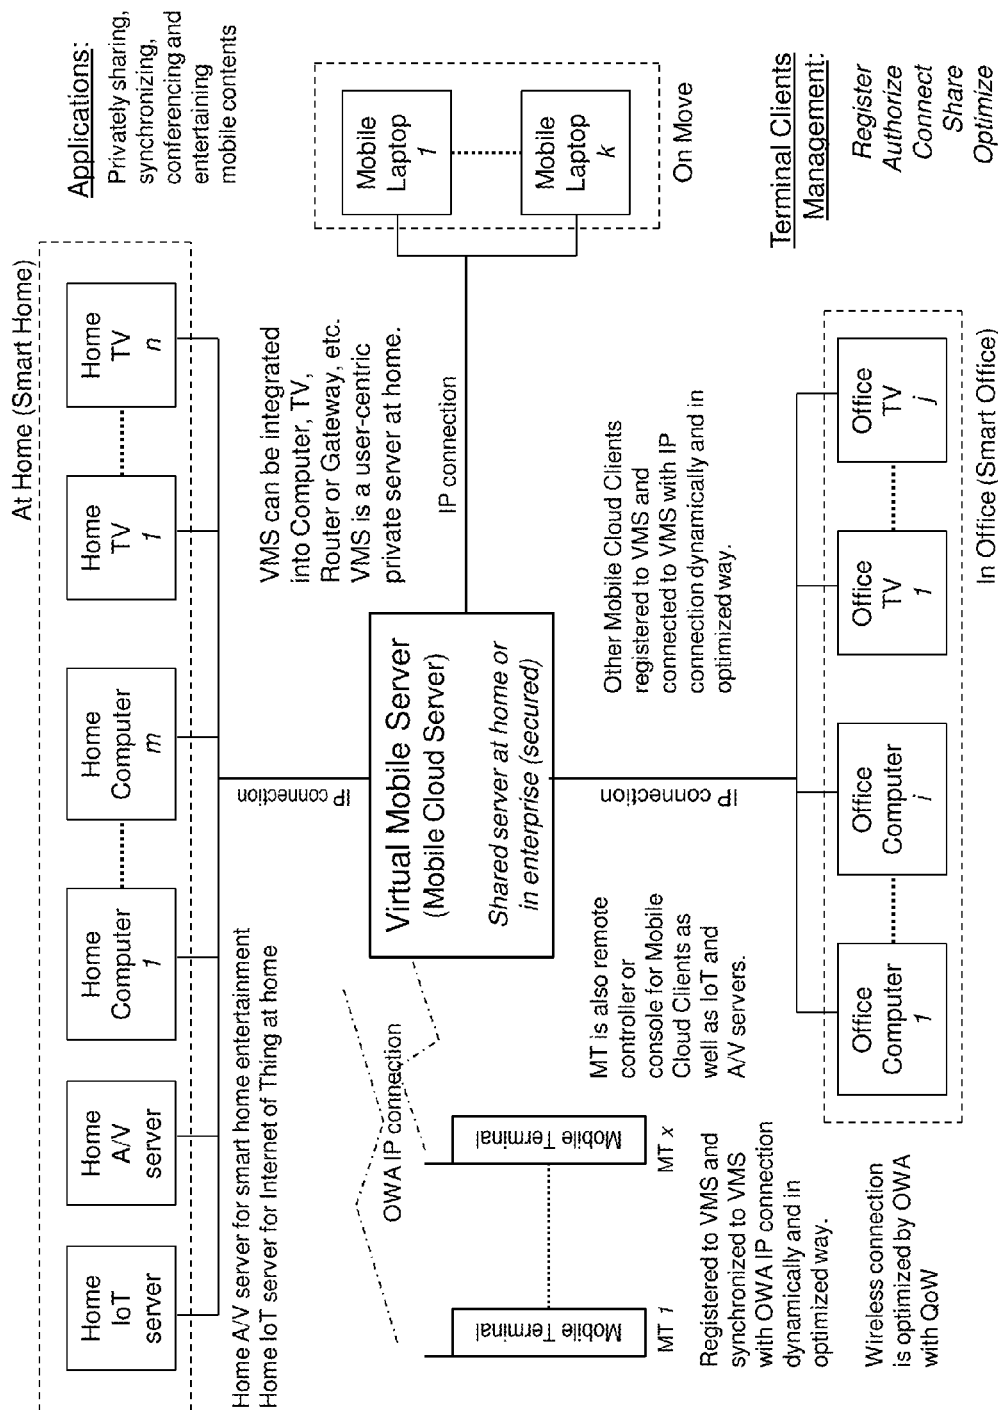 At Home (Smart Home)
Home
IoT
server
Home
A/V
server
Home
Computer
1
Home
Computer
m
Home
TV
1
Home
TV
n
Applications:
Privately sharing,
synchronizing,
conferencing and
entertaining
mobile contents
Home A/V server for smart home entertainment
Home IoT server for Internet of Thing at home
IP connection
VMS can be integrated
into Computer, TV,
Router or Gateway, etc.
VMS is a user-centric
private server at home.
OWA IP connection
Virtual Mobile Server
(Mobile Cloud Server)
Shared server at home or
in enterprise (secured)
IP connection
Mobile
Laptop
1
Mobile
Laptop
k
On Move
Mobile Terminal
MT 1
Mobile Terminal
MT x
MT is also remote
controller or
console for Mobile
Cloud Clients as
well as IoT and
A/V servers.
IP connection
Other Mobile Cloud Clients
registered to VMS and
connected to VMS with IP
connection dynamically and in
optimized way.
Registered to VMS and
synchronized to VMS
with OWA IP connection
dynamically and in
optimized way.
Wireless connection
is optimized by OWA
with QoW
Office
Computer
1
Office
Computer
i
Office
TV
1
Office
TV
j
In Office (Smart Office)
Terminal Clients
Management:
Register
Authorize
Connect
Share
Optimize